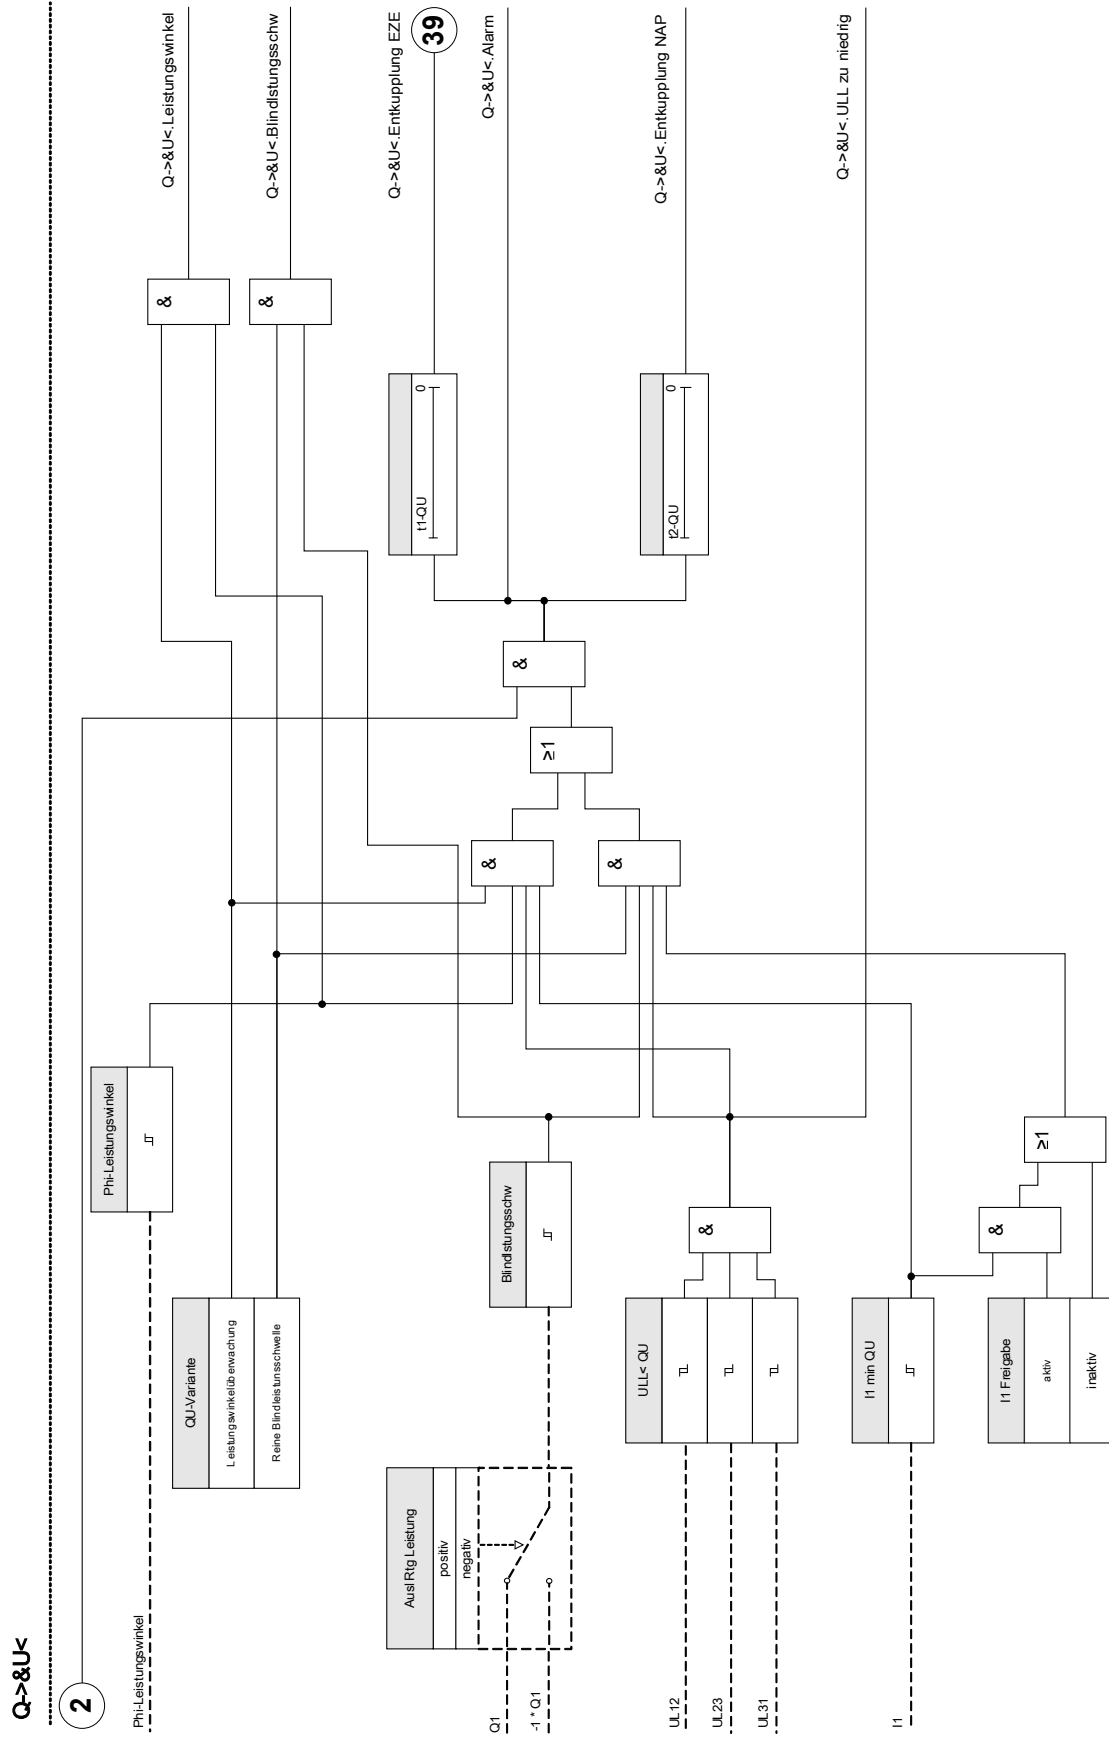 Q->&U<
2
Phi-Leistungswinkel
Phi-Leistungswinkel
QU-Variante
Leistungswinkelüberwachung
Reine Blindleistunsschwelle
&
Q->&U<.Leistungswinkel
&
Q->&U<.Blindlstungsschw
Q1
-1 * Q1
Ausl Rtg Leistung
positiv
negativ
Blindlstungsschw
&
&
≥1
&
t1-QU
0
Q->&U<.Entkupplung EZE
39
Q->&U<.Alarm
t2-QU
0
Q->&U<.Entkupplung NAP
UL12
UL23
UL31
ULL< QU
&
Q->&U<.ULL zu niedrig
I1
I1 min QU
I1 Freigabe
aktiv
inaktiv
&
≥1